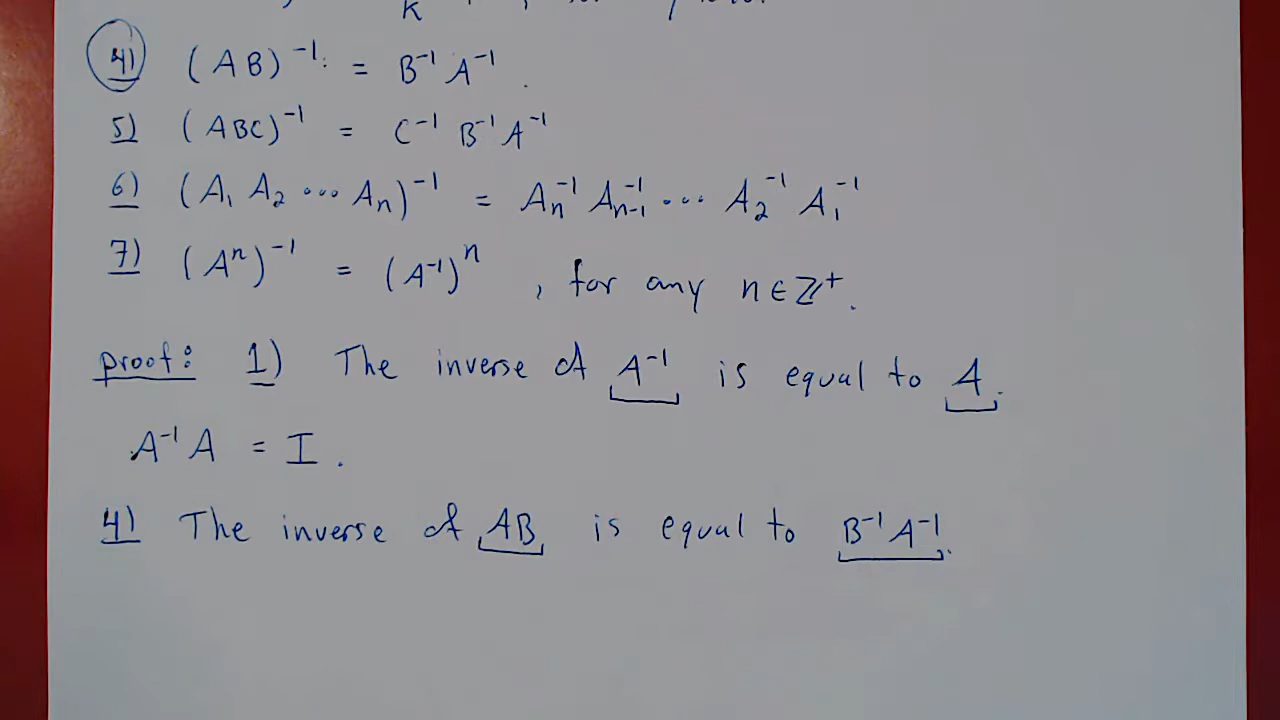 k
4) (AB)⁻¹ = B⁻¹ A⁻¹.
5) (ABC)⁻¹ = C⁻¹ B⁻¹ A⁻¹
6) (A₁ A₂ ⋯ Aₙ)⁻¹ = Aₙ⁻¹ Aₙ₋₁⁻¹ ⋯ A₂⁻¹ A₁⁻¹
7) (Aⁿ)⁻¹ = (A⁻¹)ⁿ, for any n ∈ ℤ⁺.
proof: 1) The inverse of A⁻¹ is equal to A.
A⁻¹ A = I.
4) The inverse of AB is equal to B⁻¹ A⁻¹.